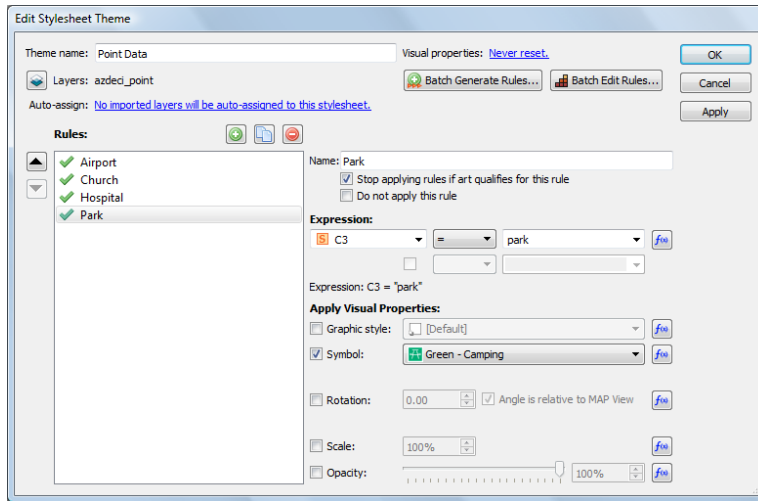 Edit Stylesheet Theme
Theme name: Point Data Visual properties: Never reset. OK
Layers: azdeci_point Batch Generate Rules... Batch Edit Rules... Cancel
Auto-assign: No imported layers will be auto-assigned to this stylesheet. Apply
Rules:
Airport
Church
Hospital
Park
Name: Park
Stop applying rules if art qualifies for this rule
Do not apply this rule
Expression:
S C3 = park f(x)
Expression: C3 = "park"
Apply Visual Properties:
Graphic style: [Default] f(x)
Symbol: Green - Camping f(x)
Rotation: 0.00 Angle is relative to MAP View f(x)
Scale: 100% f(x)
Opacity: 100% f(x)